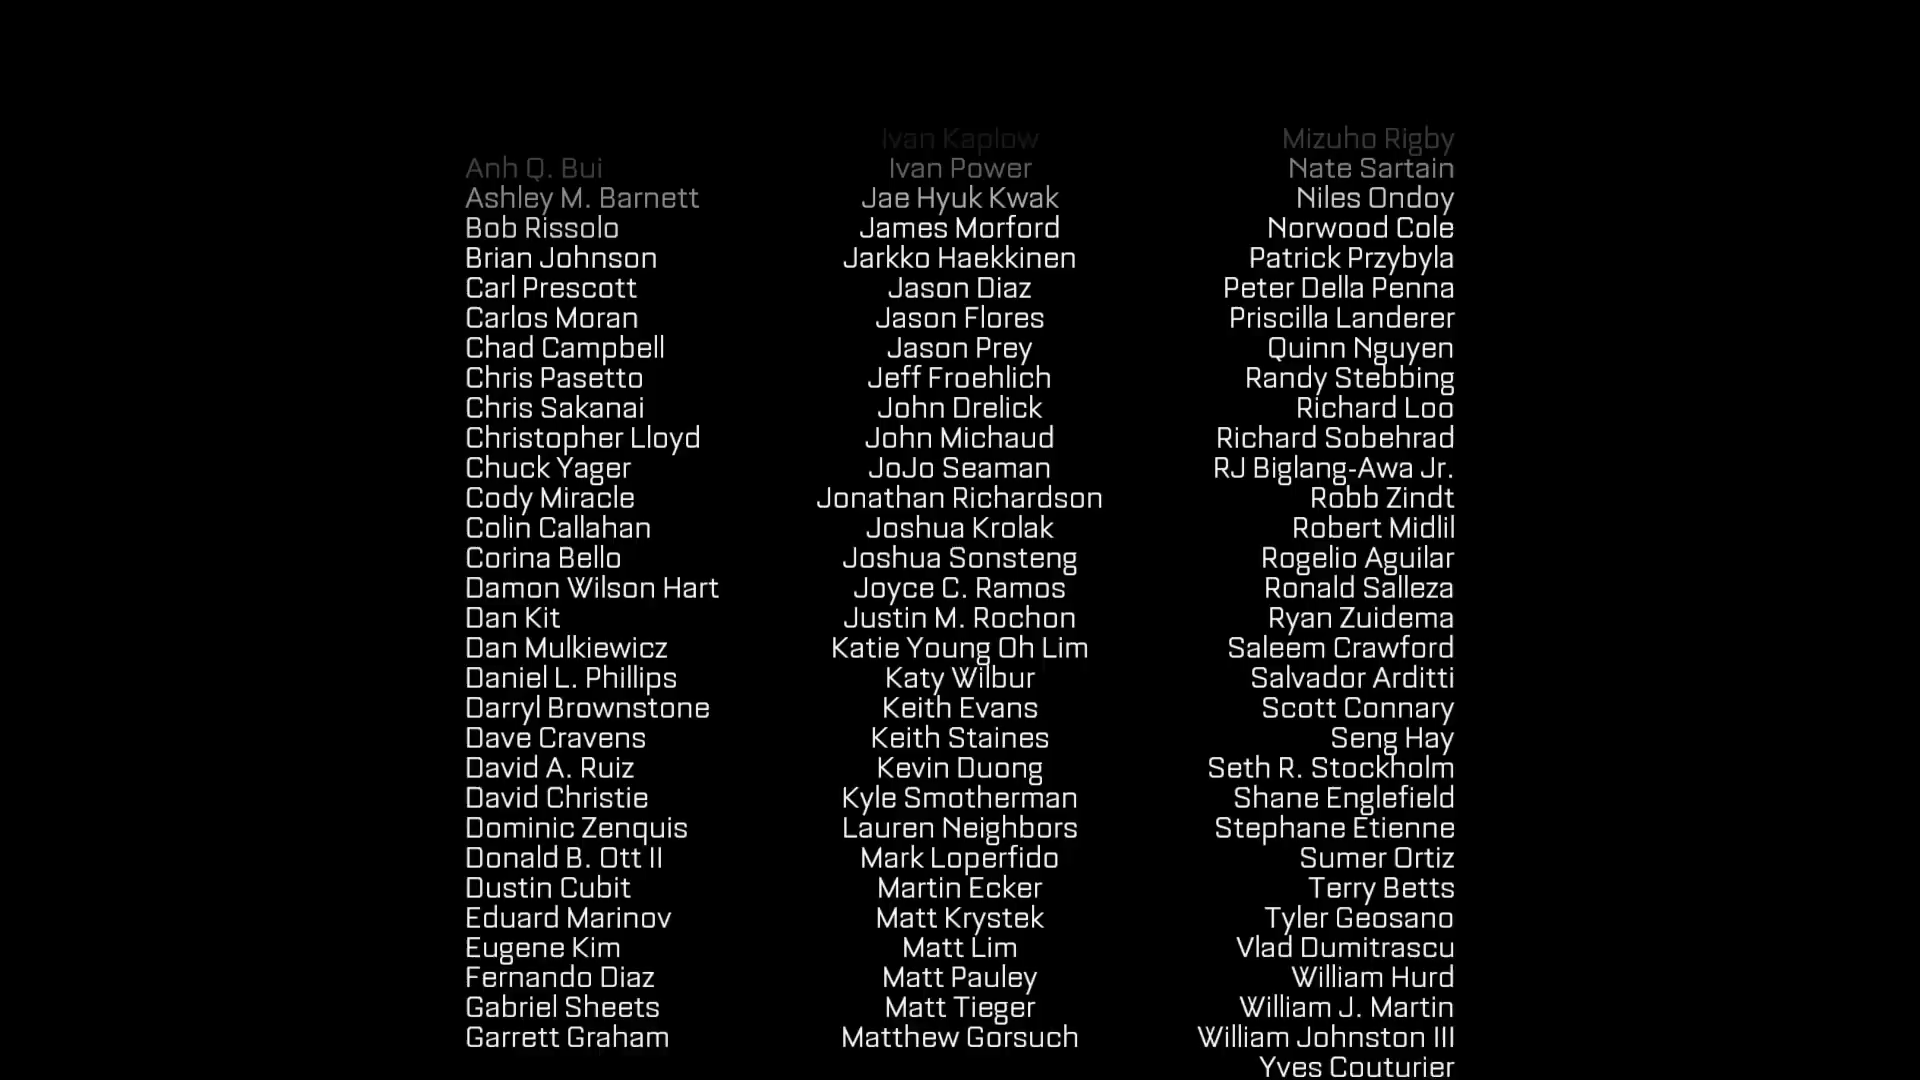 Anh Q. Bui
Ashley M. Barnett
Bob Rissolo
Brian Johnson
Carl Prescott
Carlos Moran
Chad Campbell
Chris Pasetto
Chris Sakanai
Christopher Lloyd
Chuck Yager
Cody Miracle
Colin Callahan
Corina Bello
Damon Wilson Hart
Dan Kit
Dan Mulkiewicz
Daniel L. Phillips
Darryl Brownstone
Dave Cravens
David A. Ruiz
David Christie
Dominic Zenquis
Donald B. Ott II
Dustin Cubit
Eduard Marinov
Eugene Kim
Fernando Diaz
Gabriel Sheets
Garrett Graham
Ivan Kaplow
Ivan Power
Jae Hyuk Kwak
James Morford
Jarkko Haekkinen
Jason Diaz
Jason Flores
Jason Prey
Jeff Froehlich
John Drelick
John Michaud
JoJo Seaman
Jonathan Richardson
Joshua Krolak
Joshua Sonsteng
Joyce C. Ramos
Justin M. Rochon
Katie Young Oh Lim
Katy Wilbur
Keith Evans
Keith Staines
Kevin Duong
Kyle Smotherman
Lauren Neighbors
Mark Loperfido
Martin Ecker
Matt Krystek
Matt Lim
Matt Pauley
Matt Tieger
Matthew Gorsuch
Mizuho Rigby
Nate Sartain
Niles Ondoy
Norwood Cole
Patrick Przybyla
Peter Della Penna
Priscilla Landerer
Quinn Nguyen
Randy Stebbing
Richard Loo
Richard Sobehrad
RJ Biglang-Awa Jr.
Robb Zindt
Robert Midlil
Rogelio Aguilar
Ronald Salleza
Ryan Zuidema
Saleem Crawford
Salvador Arditti
Scott Connary
Seng Hay
Seth R. Stockholm
Shane Englefield
Stephane Etienne
Sumer Ortiz
Terry Betts
Tyler Geosano
Vlad Dumitrascu
William Hurd
William J. Martin
William Johnston III
Yves Couturier